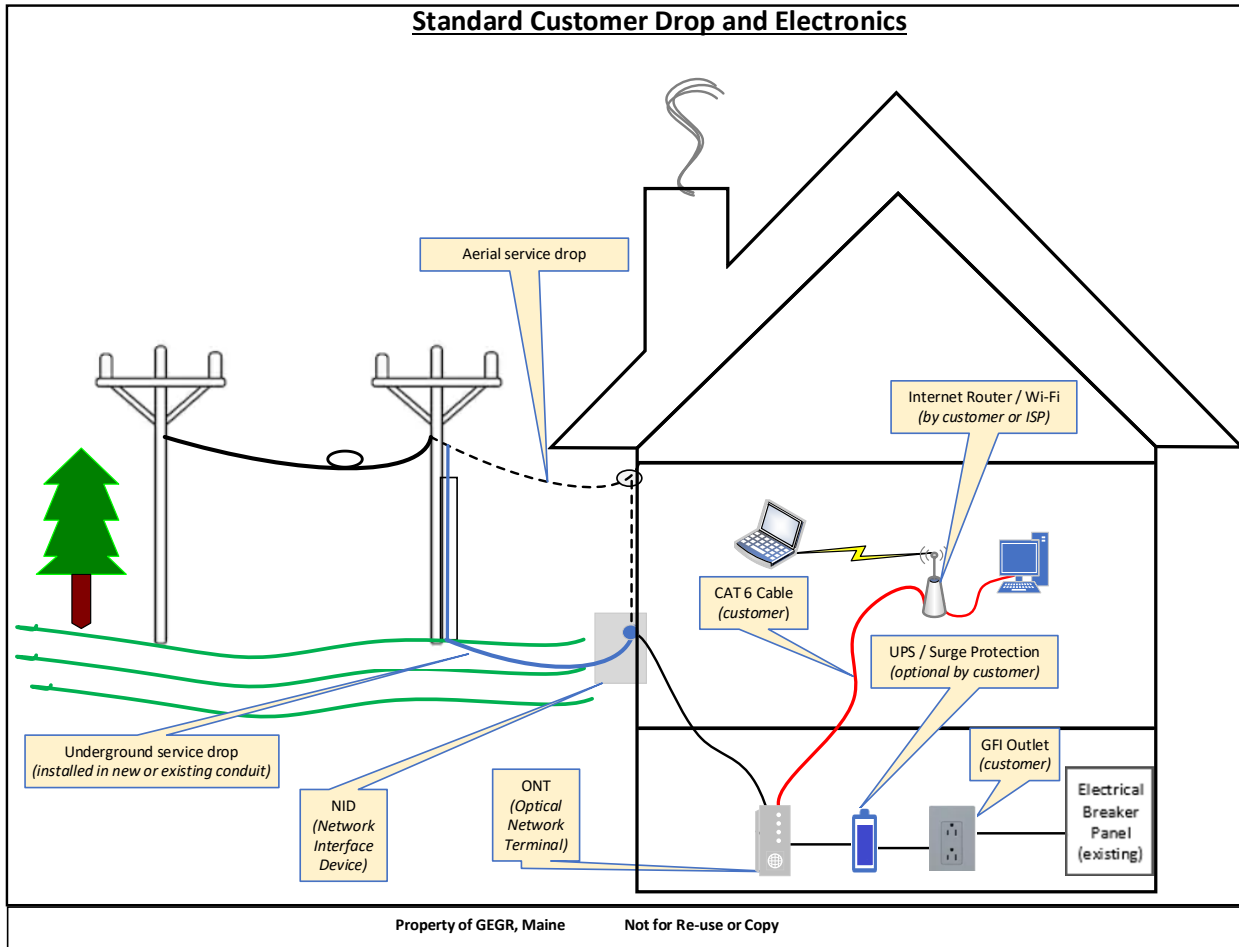 Standard Customer Drop and Electronics
Aerial service drop
Internet Router / Wi-Fi
(by customer or ISP)
CAT 6 Cable
(customer)
UPS / Surge Protection
(optional by customer)
Underground service drop
(installed in new or existing conduit)
NID
(Network
Interface
Device)
ONT
(Optical
Network
Terminal)
GFI Outlet
(customer)
Electrical
Breaker
Panel
(existing)
Property of GEGR, Maine Not for Re-use or Copy